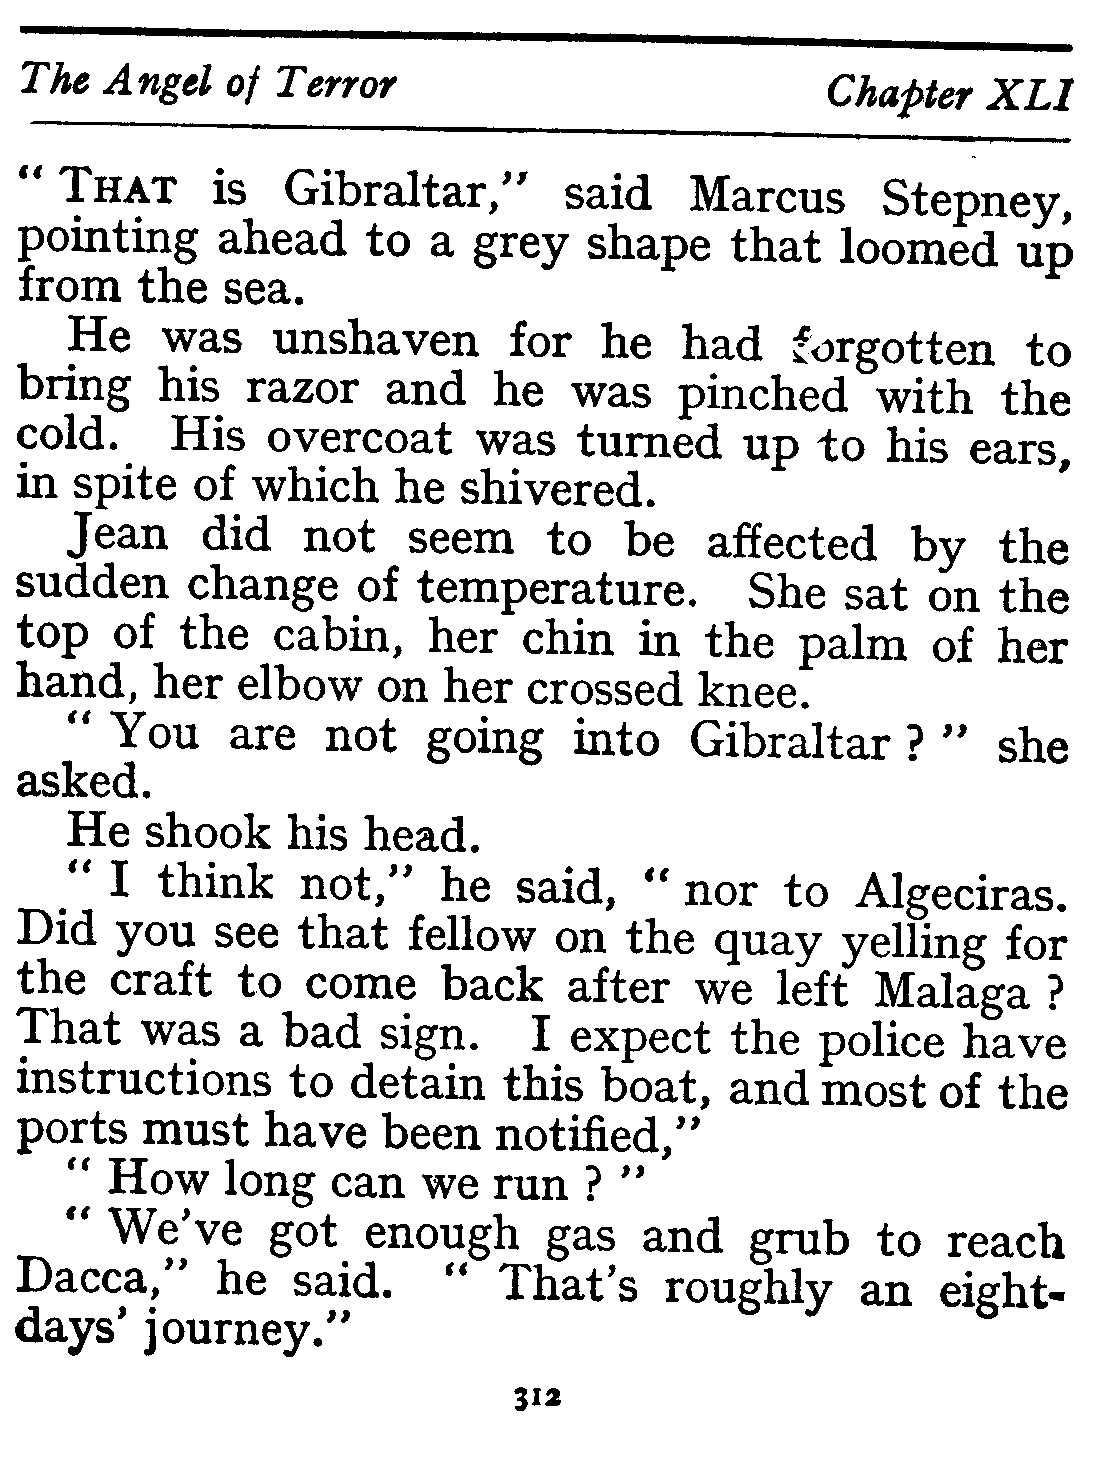 The Angel of Terror Chapter XLI
“ THAT is Gibraltar,” said Marcus Stepney,
pointing ahead to a grey shape that loomed up
from the sea.
He was unshaven for he had forgotten to
bring his razor and he was pinched with the
cold. His overcoat was turned up to his ears,
in spite of which he shivered.
Jean did not seem to be affected by the
sudden change of temperature. She sat on the
top of the cabin, her chin in the palm of her
hand, her elbow on her crossed knee.
“ You are not going into Gibraltar ? ” she
asked.
He shook his head.
“ I think not,” he said, “ nor to Algeciras.
Did you see that fellow on the quay yelling for
the craft to come back after we left Malaga ?
That was a bad sign. I expect the police have
instructions to detain this boat, and most of the
ports must have been notified,”
“ How long can we run ? ”
“ We’ve got enough gas and grub to reach
Dacca,” he said. “ That’s roughly an eight-
days’ journey.”
312